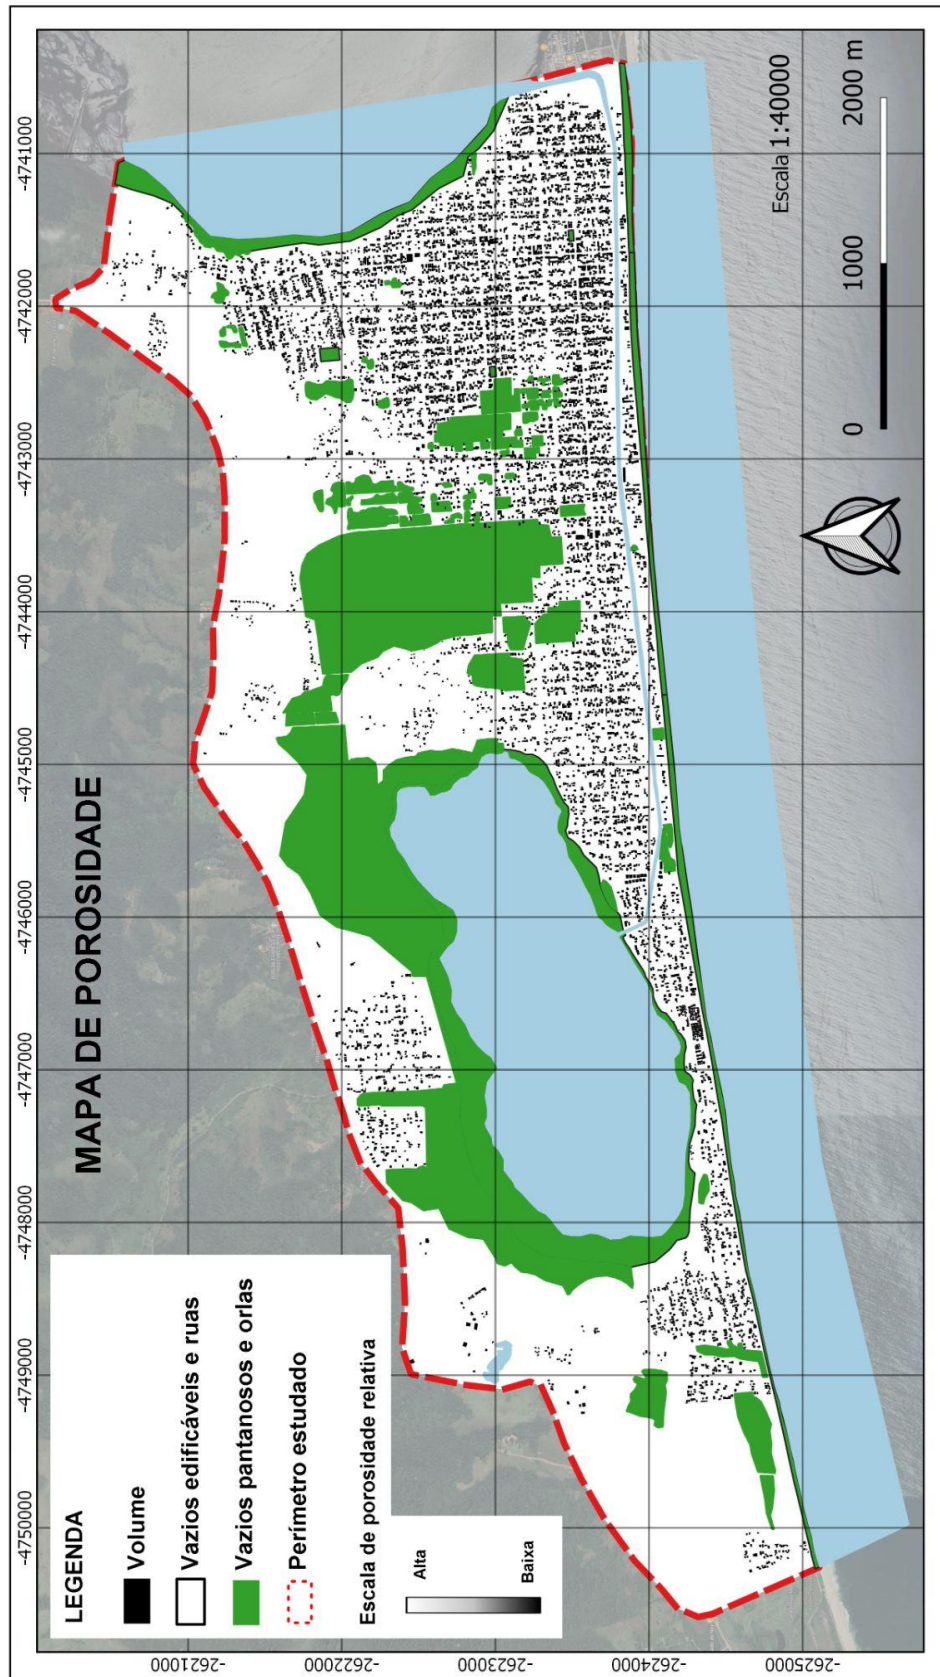 MAPA DE POROSIDADE
LEGENDA
Volume
Vazios edificáveis e ruas
Vazios pantanosos e orlas
Perímetro estudado
Escala de porosidade relativa
Alta
Baixa
-4750000
-4749000
-4748000
-4747000
-4746000
-4745000
-4744000
-4743000
-4742000
-4741000
-2621000
-2622000
-2623000
-2624000
-2625000
Escala 1:40000
0
1000
2000 m